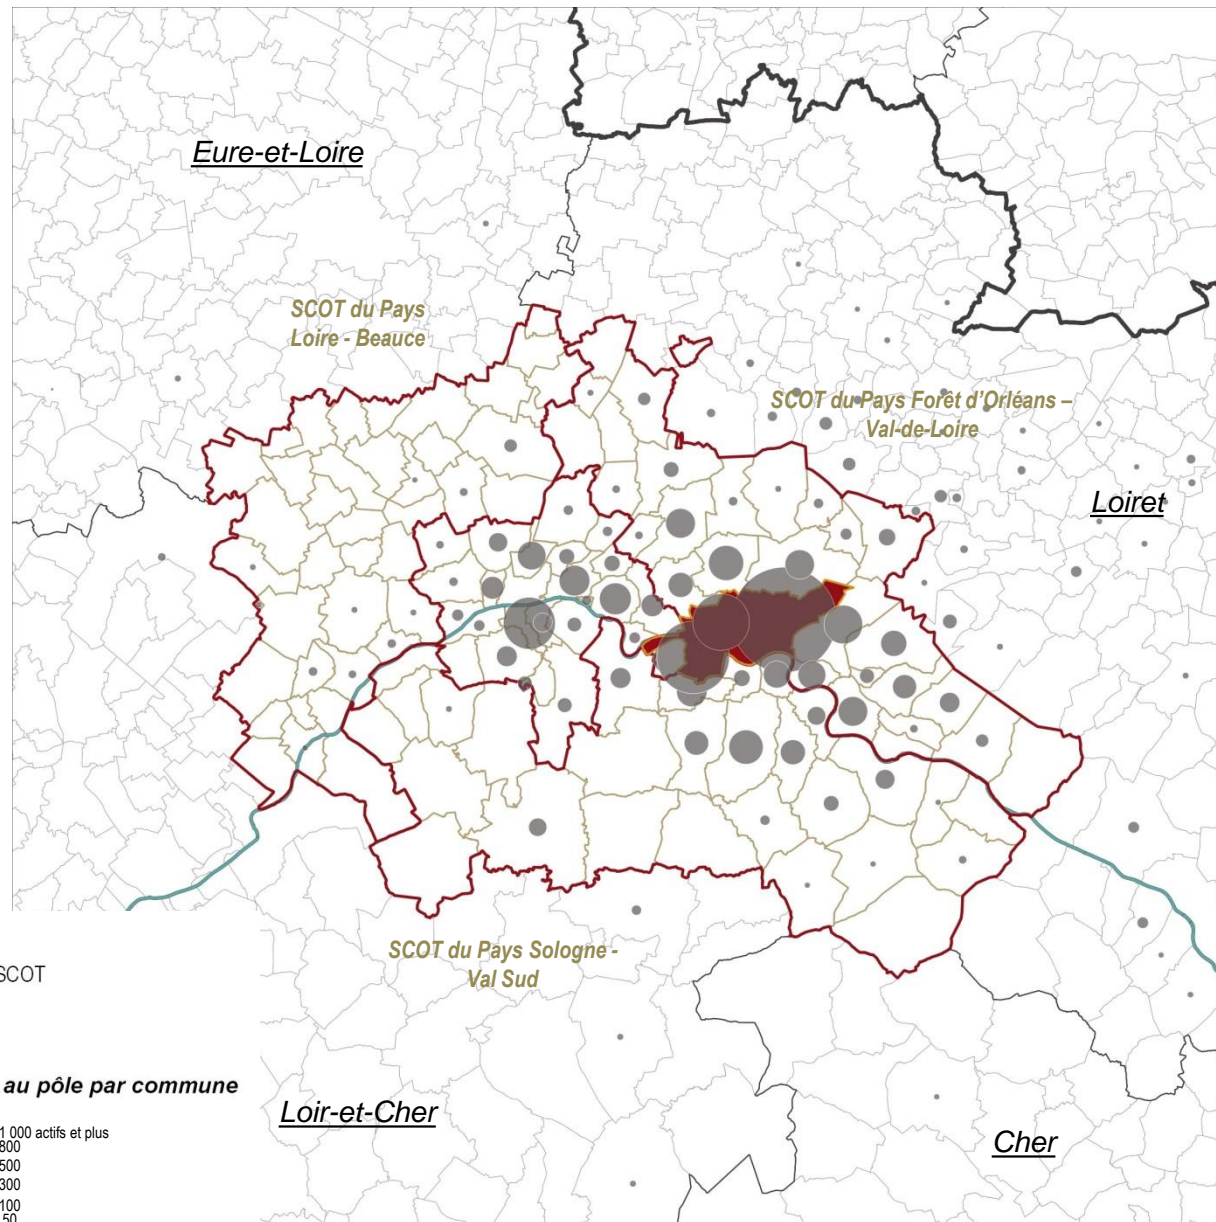 Eure-et-Loire
SCOT du Pays
Loire - Beauce
SCOT du Pays Forêt d'Orléans –
Val-de-Loire
Loiret
SCOT du Pays Sologne -
Val Sud
SCOT
au pôle par commune
1 000 actifs et plus
800
500
300
100
50
Loir-et-Cher
Cher